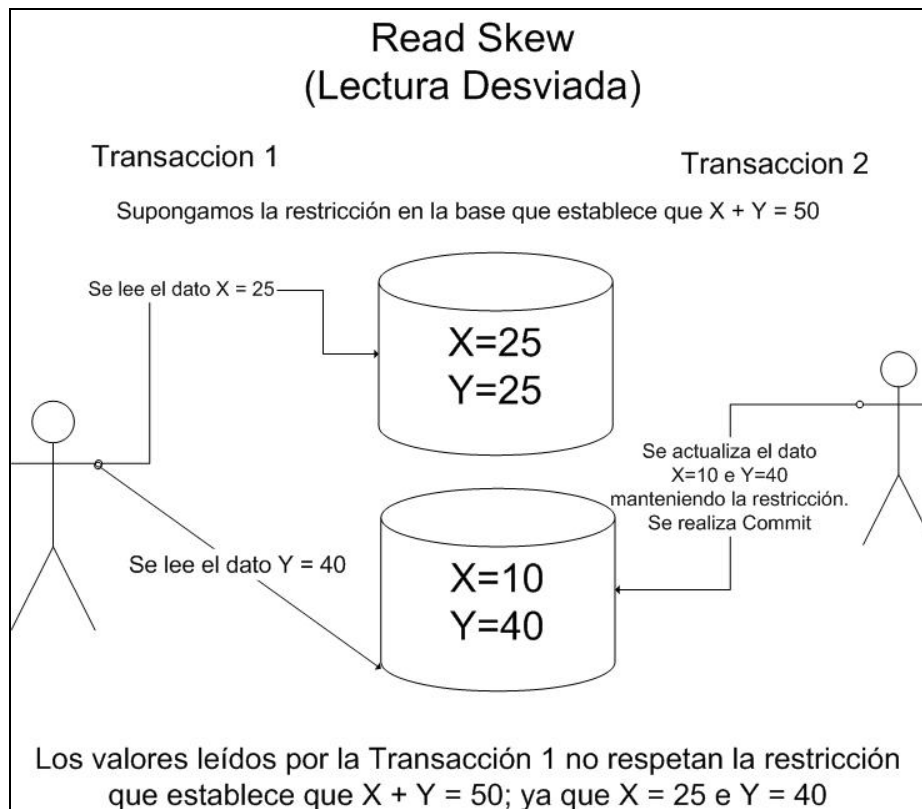 Read Skew
(Lectura Desviada)
Transaccion 1
Transaccion 2
Supongamos la restricción en la base que establece que X + Y = 50
Se lee el dato X = 25
X=25
Y=25
Se actualiza el dato
X=10 e Y=40
manteniendo la restricción.
Se realiza Commit
Se lee el dato Y = 40
X=10
Y=40
Los valores leídos por la Transacción 1 no respetan la restricción
que establece que X + Y = 50; ya que X = 25 e Y = 40